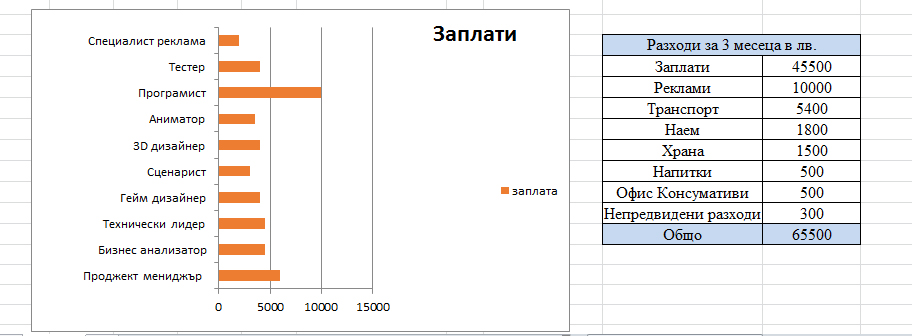 Заплати
Специалист реклама
Тестер
Програмист
Аниматор
3D дизайнер
Сценарист
Гейм дизайнер
Технически лидер
Бизнес анализатор
Проджект мениджър
0 5000 10000 15000
заплата
Разходи за 3 месеца в лв.
Заплати 45500
Реклами 10000
Транспорт 5400
Наем 1800
Храна 1500
Напитки 500
Офис Консумативи 500
Непредвидени разходи 300
Общо 65500